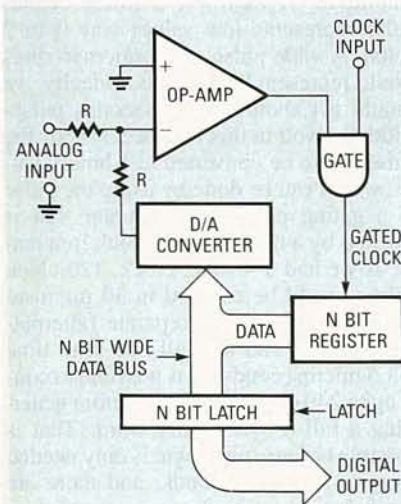 CLOCK
INPUT
+
OP-AMP
R
−
ANALOG
INPUT
GATE
R
D/A
CONVERTER
GATED
CLOCK
DATA
N BIT
REGISTER
N BIT WIDE
DATA BUS
N BIT LATCH
LATCH
DIGITAL
OUTPUT